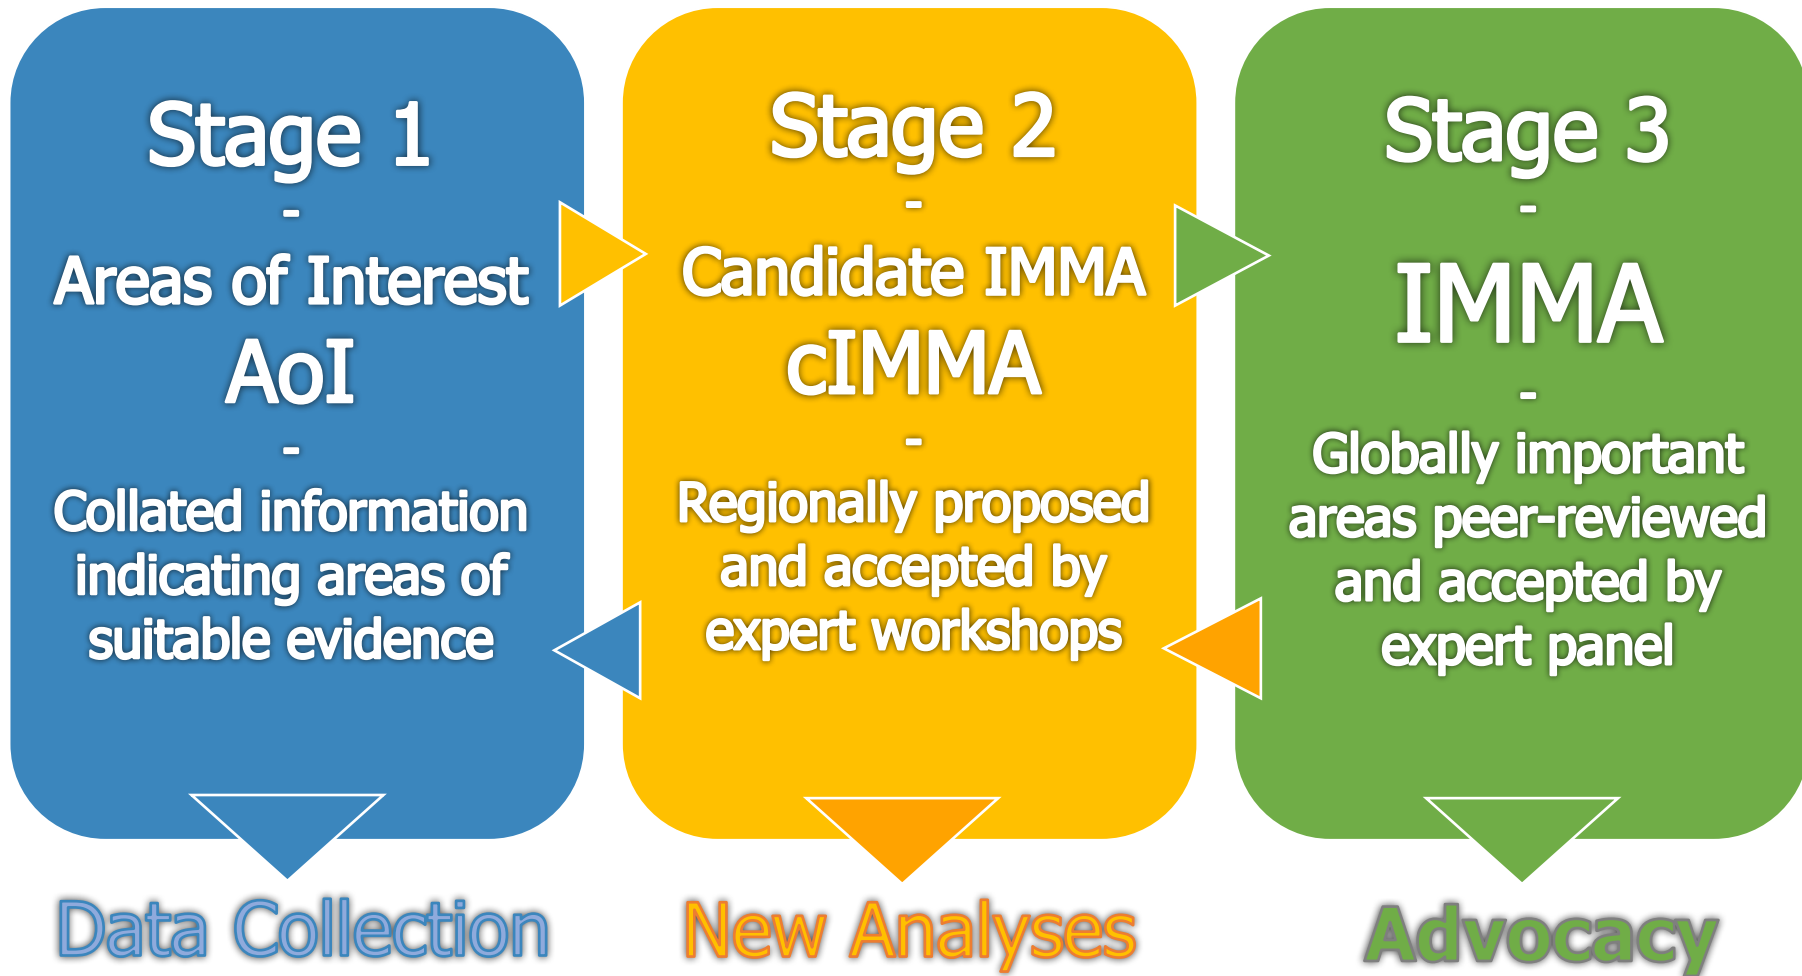 Stage 1
-
Areas of Interest
AoI
-
Collated information
indicating areas of
suitable evidence
Data Collection
Stage 2
-
Candidate IMMA
cIMMA
-
Regionally proposed
and accepted by
expert workshops
New Analyses
Stage 3
-
IMMA
-
Globally important
areas peer-reviewed
and accepted by
expert panel
Advocacy